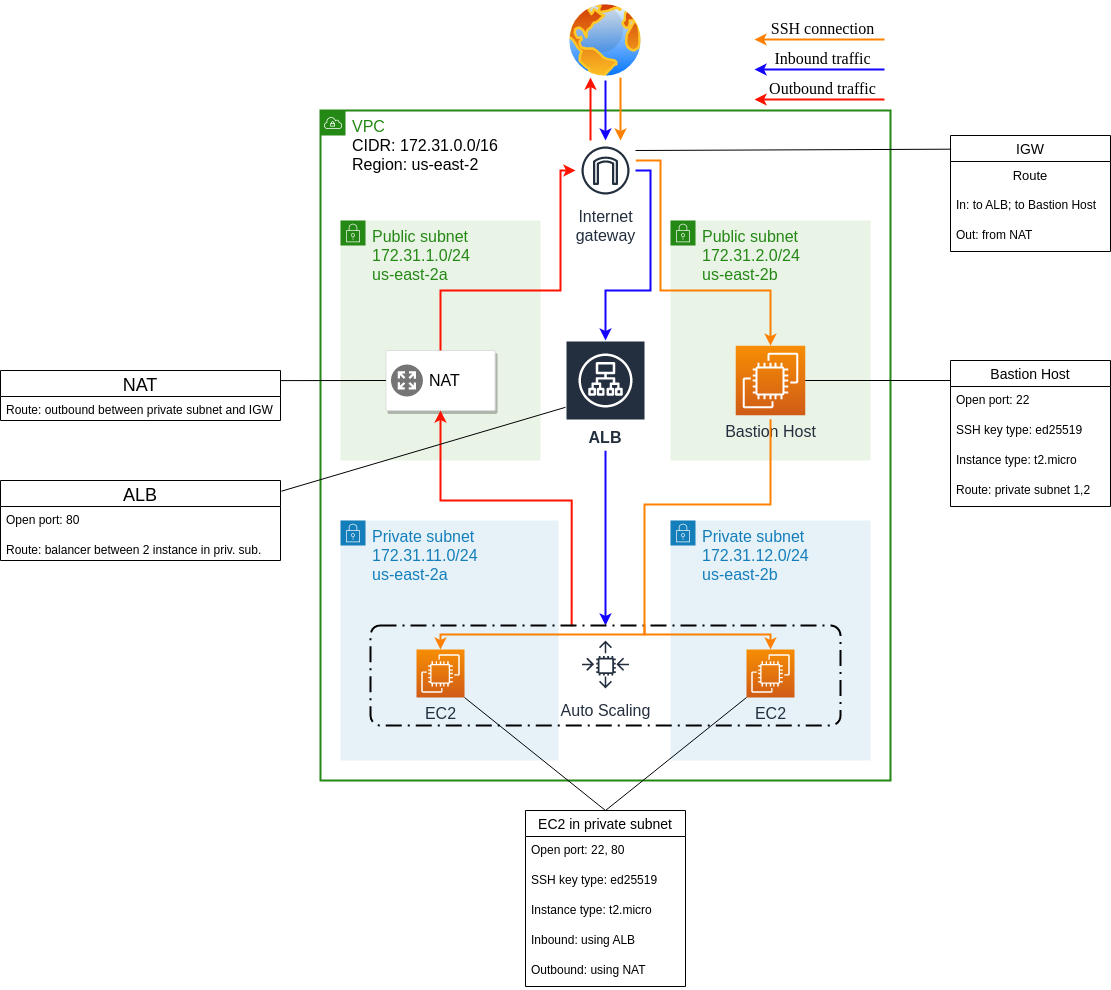 SSH connection
Inbound traffic
Outbound traffic
VPC
CIDR: 172.31.0.0/16
Region: us-east-2
IGW
Route
In: to ALB; to Bastion Host
Out: from NAT
Internet
gateway
Public subnet
172.31.1.0/24
us-east-2a
Public subnet
172.31.2.0/24
us-east-2b
NAT
Route: outbound between private subnet and IGW
NAT
ALB
Bastion Host
Bastion Host
Open port: 22
SSH key type: ed25519
Instance type: t2.micro
Route: private subnet 1,2
ALB
Open port: 80
Route: balancer between 2 instance in priv. sub.
Private subnet
172.31.11.0/24
us-east-2a
Private subnet
172.31.12.0/24
us-east-2b
EC2
Auto Scaling
EC2
EC2 in private subnet
Open port: 22, 80
SSH key type: ed25519
Instance type: t2.micro
Inbound: using ALB
Outbound: using NAT